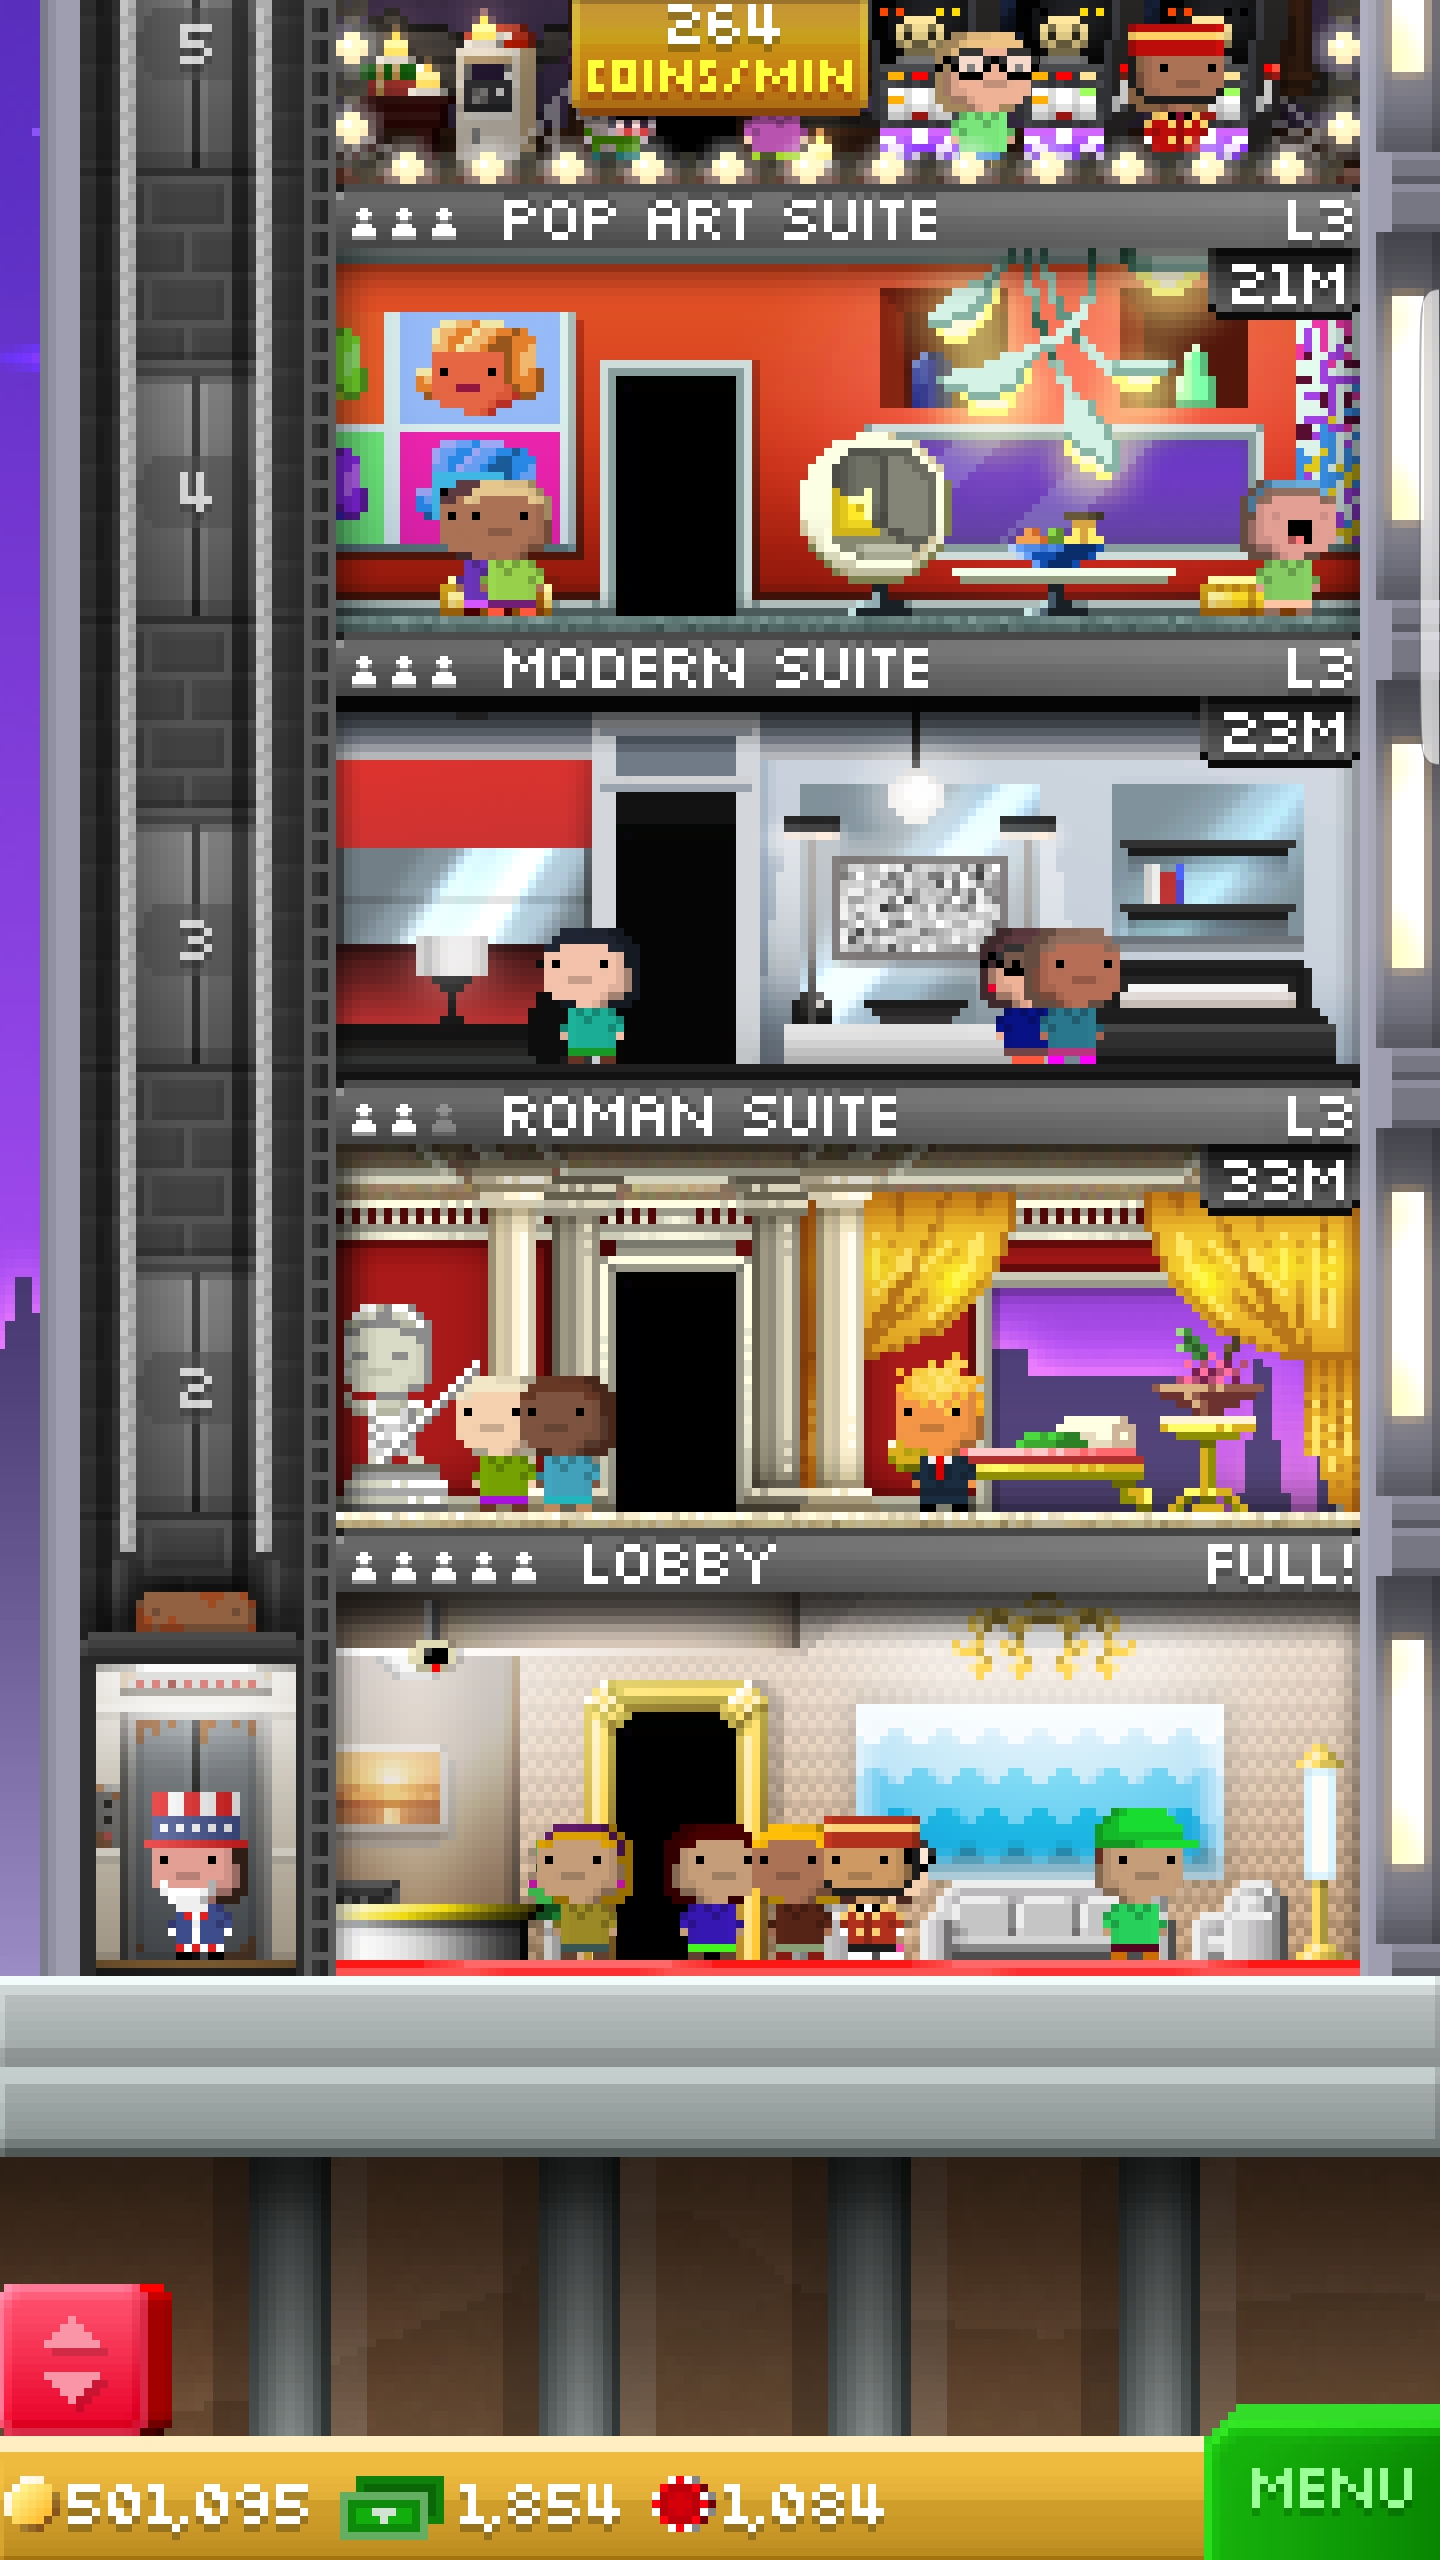 5
264
COINS/MIN
POP ART SUITE L3
21M
4
MODERN SUITE L3
23M
3
ROMAN SUITE L3
33M
2
LOBBY FULL!
501,095 1,854 1,084
MENU